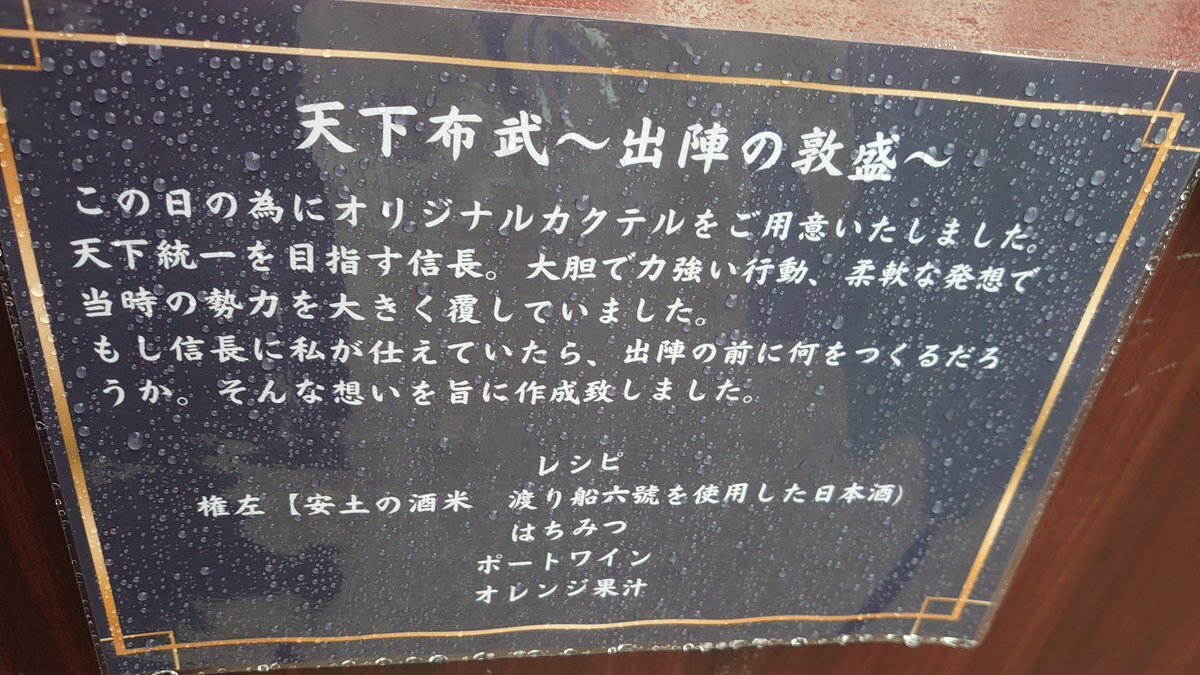 天下布武～出陣の敦盛～
この日の為にオリジナルカクテルをご用意いたしました。
天下統一を目指す信長。大胆で力強い行動、柔軟な発想で
当時の勢力を大きく覆していました。
もし信長に私が仕えていたら、出陣の前に何をつくるだろ
うか。そんな想いを旨に作成致しました。
レシピ
権左【安土の酒米　渡り船六號を使用した日本酒)
はちみつ
ポートワイン
オレンジ果汁